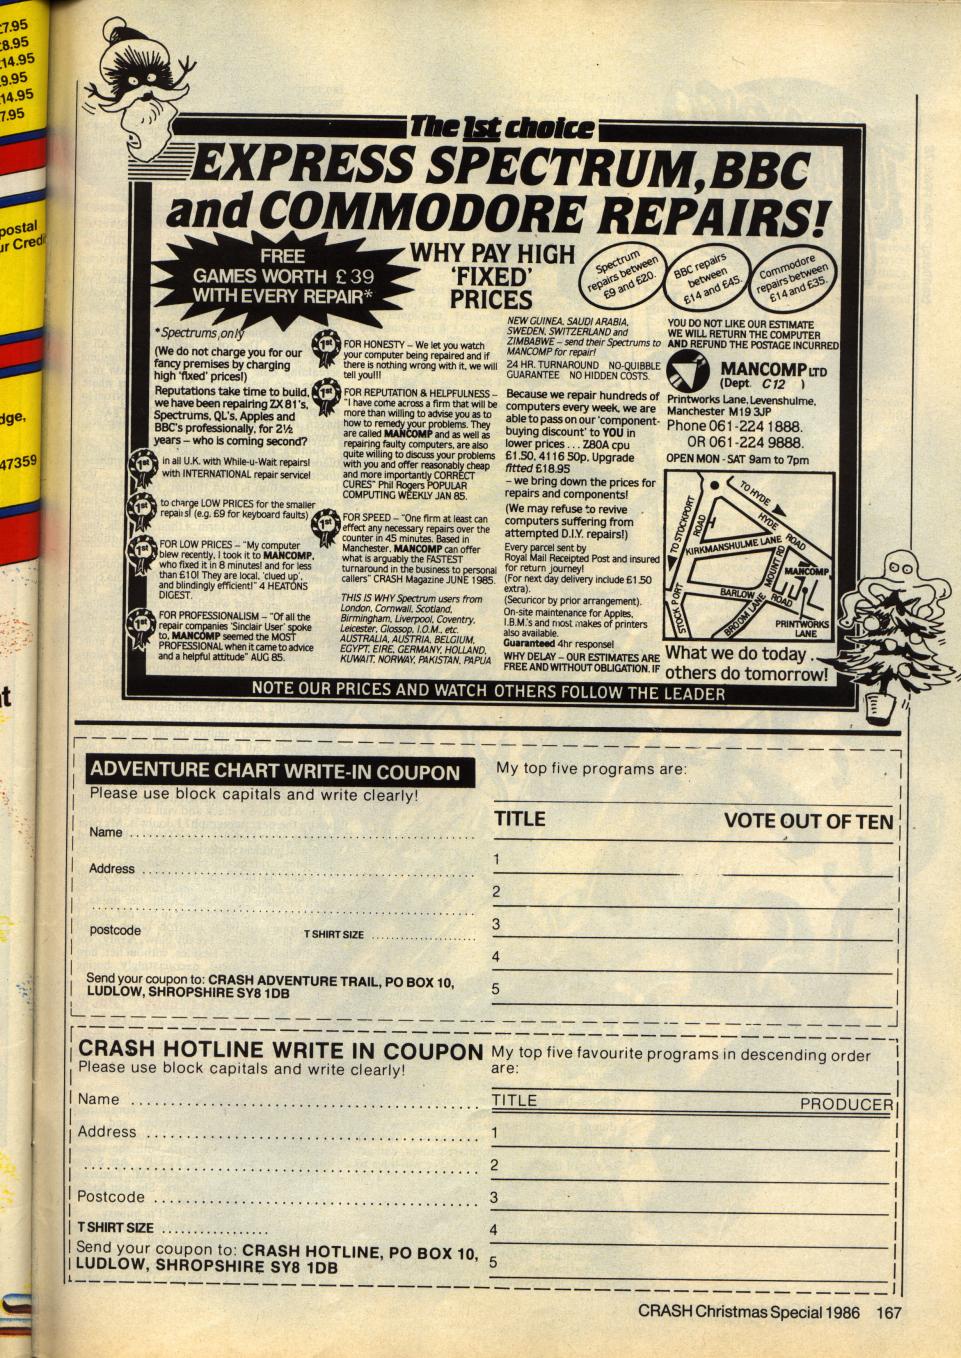 £7.95
£8.95
£14.95
£9.95
£14.95
7.95
postal
ur Credit
dge,
47359
t
The 1st choice
EXPRESS SPECTRUM, BBC
and COMMODORE REPAIRS!
FREE
GAMES WORTH £39
WITH EVERY REPAIR*
WHY PAY HIGH
'FIXED'
PRICES
Spectrum
repairs between
£9 and £20.
BBC repairs
between
£14 and £45.
Commodore
repairs between
£14 and £35.
*Spectrums only
(We do not charge you for our
fancy premises by charging
high 'fixed' prices!)
Reputations take time to build,
we have been repairing ZX 81's,
Spectrums, QL's, Apples and
BBC's professionally, for 2½
years – who is coming second?
1st
in all U.K. with While-u-Wait repairs!
with INTERNATIONAL repair service!
1st
to charge LOW PRICES for the smaller
repairs! (e.g. £9 for keyboard faults)
1st
FOR LOW PRICES – "My computer
blew recently, I took it to MANCOMP,
who fixed it in 8 minutes! and for less
than £10! They are local, 'clued up',
and blindingly efficient!" 4 HEATONS
DIGEST.
1st
FOR PROFESSIONALISM – "Of all the
repair companies 'Sinclair User' spoke
to, MANCOMP seemed the MOST
PROFESSIONAL when it came to advice
and a helpful attitude" AUG 85.
1st
FOR HONESTY – We let you watch
your computer being repaired and if
there is nothing wrong with it, we will
tell you!!!
1st
FOR REPUTATION & HELPFULNESS –
"I have come across a firm that will be
more than willing to advise you as to
how to remedy your problems. They
are called MANCOMP and as well as
repairing faulty computers, are also
quite willing to discuss your problems
with you and offer reasonably cheap
and more importantly CORRECT
CURES" Phil Rogers POPULAR
COMPUTING WEEKLY JAN 85.
1st
FOR SPEED – "One firm at least can
effect any necessary repairs over the
counter in 45 minutes. Based in
Manchester, MANCOMP can offer
what is arguably the FASTEST
turnaround in the business to personal
callers" CRASH Magazine JUNE 1985.
THIS IS WHY Spectrum users from
London, Cornwall, Scotland,
Birmingham, Liverpool, Coventry,
Leicester, Glossop, I.O.M., etc.
AUSTRALIA, AUSTRIA, BELGIUM,
EGYPT, EIRE, GERMANY, HOLLAND,
KUWAIT, NORWAY, PAKISTAN, PAPUA
NEW GUINEA, SAUDI ARABIA,
SWEDEN, SWITZERLAND and
ZIMBABWE – send their Spectrums to
MANCOMP for repair!
24 HR. TURNAROUND NO-QUIBBLE
GUARANTEE NO HIDDEN COSTS.
Because we repair hundreds of
computers every week, we are
able to pass on our 'component-
buying discount' to YOU in
lower prices . . . Z80A cpu
£1.50, 4116 50p. Upgrade
fitted £18.95
– we bring down the prices for
repairs and components!
(We may refuse to revive
computers suffering from
attempted D.I.Y. repairs!)
Every parcel sent by
Royal Mail Receipted Post and insured
for return journey!
(For next day delivery include £1.50
extra).
(Securicor by prior arrangement).
On-site maintenance for Apples,
I.B.M.'s and most makes of printers
also available.
Guaranteed 4hr response!
WHY DELAY – OUR ESTIMATES ARE
FREE AND WITHOUT OBLIGATION. IF
YOU DO NOT LIKE OUR ESTIMATE
WE WILL RETURN THE COMPUTER
AND REFUND THE POSTAGE INCURRED
MANCOMP LTD
(Dept. C12 )
Printworks Lane, Levenshulme,
Manchester M19 3JP
Phone 061-224 1888.
OR 061-224 9888.
OPEN MON - SAT 9am to 7pm
TO STOCKPORT
ROAD
TO HYDE
HYDE ROAD
KIRKMANSHULME LANE
MOUNT RD
MANCOMP
BARLOW ROAD
BROOM LANE
STOCKPORT
PRINTWORKS
LANE
What we do today . . .
others do tomorrow!
NOTE OUR PRICES AND WATCH OTHERS FOLLOW THE LEADER
ADVENTURE CHART WRITE-IN COUPON
Please use block capitals and write clearly!
Name
Address
postcode T SHIRT SIZE
Send your coupon to: CRASH ADVENTURE TRAIL, PO BOX 10,
LUDLOW, SHROPSHIRE SY8 1DB
My top five programs are:
TITLE VOTE OUT OF TEN
1
2
3
4
5
CRASH HOTLINE WRITE IN COUPON
Please use block capitals and write clearly!
Name
Address
Postcode
T SHIRT SIZE
Send your coupon to: CRASH HOTLINE, PO BOX 10,
LUDLOW, SHROPSHIRE SY8 1DB
My top five favourite programs in descending order
are:
TITLE PRODUCER
1
2
3
4
5
CRASH Christmas Special 1986 167